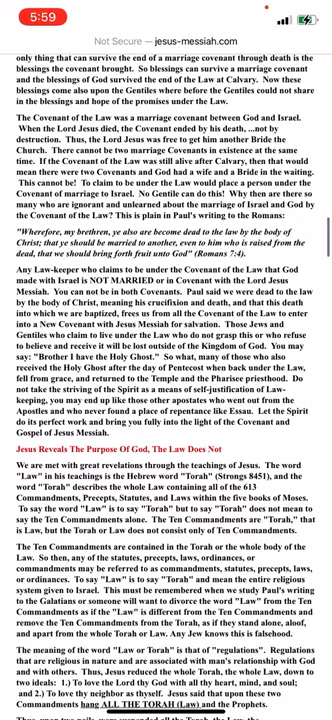 5:59
Not Secure — jesus-messiah.com
only thing that can survive the end of a marriage covenant through death is the
blessings the covenant brought. So blessings can survive a marriage covenant
and the blessings of God survived the end of the Law at Calvary. Now these
blessings come also upon the Gentiles where before the Gentiles could not share
in the blessings and hope of the promises under the Law.
The Covenant of the Law was a marriage covenant between God and Israel.
When the Lord Jesus died, the Covenant ended by his death, ...not by
destruction. Thus, the Lord Jesus was free to get him another Bride the
Church. There cannot be two marriage Covenants in existence at the same
time. If the Covenant of the Law was still alive after Calvary, then that would
mean there were two Covenants and God had a wife and a Bride in the waiting.
This cannot be! To claim to be under the Law would place a person under the
Covenant of marriage to Israel. No Gentile can do this! Why then are there so
many who are ignorant and unlearned about the marriage of Israel and God by
the Covenant of the Law? This is plain in Paul's writing to the Romans:
"Wherefore, my brethren, ye also are become dead to the law by the body of
Christ; that ye should be married to another, even to him who is raised from the
dead, that we should bring forth fruit unto God" (Romans 7:4).
Any Law-keeper who claims to be under the Covenant of the Law that God
made with Israel is NOT MARRIED or in Covenant with the Lord Jesus
Messiah. You can not be in both Covenants. Paul said we were dead to the law
by the body of Christ, meaning his crucifixion and death, and that this death
into which we are baptized, frees us from all the Covenant of the Law to enter
into a New Covenant with Jesus Messiah for salvation. Those Jews and
Gentiles who claim to live under the Law who do not grasp this or who refuse
to believe and receive it will be lost outside of the Kingdom of God. You may
say: "Brother I have the Holy Ghost." So what, many of those who also
received the Holy Ghost after the day of Pentecost when back under the Law,
fell from grace, and returned to the Temple and the Pharisee priesthood. Do
not take the striving of the Spirit as a means of self-justification of Law-
keeping, you may end up like those other apostates who went out from the
Apostles and who never found a place of repentance like Essau. Let the Spirit
do its perfect work and bring you fully into the light of the Covenant and
Gospel of Jesus Messiah.
Jesus Reveals The Purpose Of God, The Law Does Not
We are met with great revelations through the teachings of Jesus. The word
"Law" in his teachings is the Hebrew word "Torah" (Strongs 8451), and the
word "Torah" describes the whole Law containing all of the 613
Commandments, Precepts, Statutes, and Laws within the five books of Moses.
To say the word "Law" is to say "Torah" but to say "Torah" does not mean to
say the Ten Commandments alone. The Ten Commandments are "Torah," that
is Law, but the Torah or Law does not consist only of Ten Commandments.
The Ten Commandments are contained in the Torah or the whole body of the
Law. So then, any of the statutes, precepts, laws, ordinances, or
commandments may be referred to as commandments, statutes, precepts, laws,
or ordinances. To say "Law" is to say "Torah" and mean the entire religious
system given to Israel. This must be remembered when we study Paul's writing
to the Galatians or someone will want to divorce the word "Law" from the Ten
Commandments as if the "Law" is different from the Ten Commandments and
remove the Ten Commandments from the Torah, as if they stand alone, aloof,
and apart from the whole Torah or Law. Any Jew knows this is falsehood.
The meaning of the word "Law or Torah" is that of "regulations". Regulations
that are religious in nature and are associated with man's relationship with God
and with others. Thus, Jesus reduced the whole Torah, the whole Law, down to
two ideals: 1.) To love thy Lord God with all thy heart, mind, and soul;
and 2.) To love thy neighbor as thyself. Jesus said that upon these two
Commandments hang ALL THE TORAH (Law) and the Prophets.